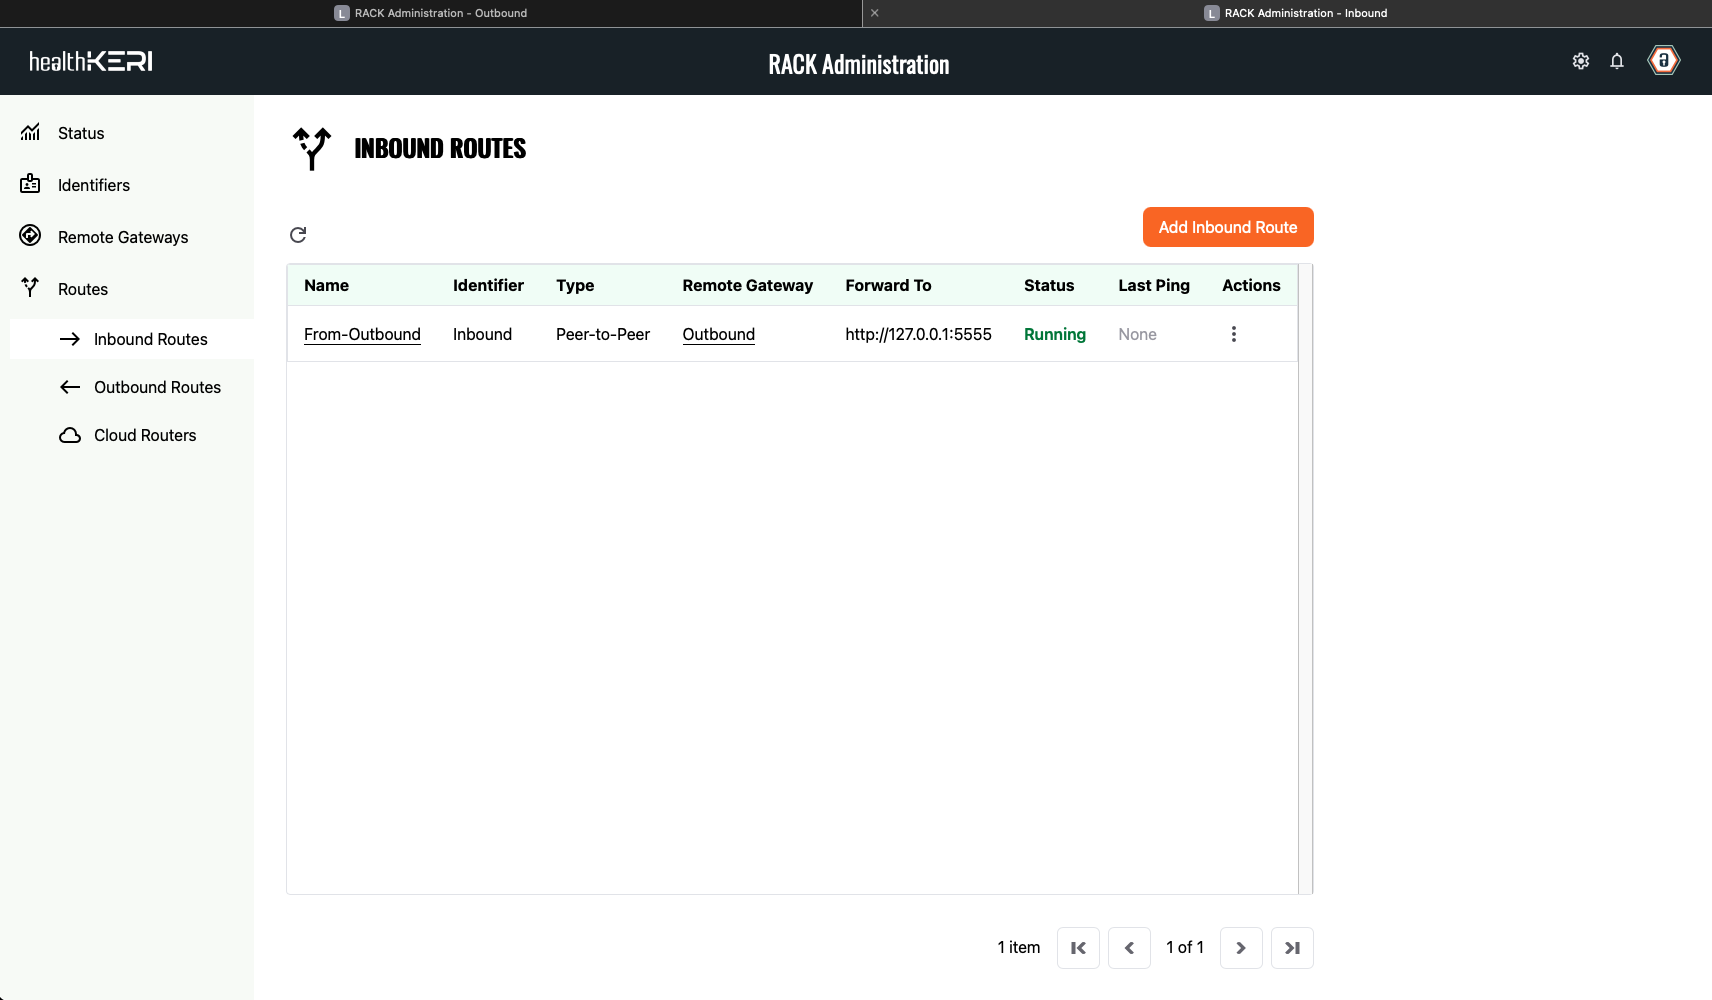 L RACK Administration - Outbound
L RACK Administration - Inbound
healthKERI
RACK Administration
Status
Identifiers
Remote Gateways
Routes
Inbound Routes
Outbound Routes
Cloud Routers
INBOUND ROUTES
Add Inbound Route
Name Identifier Type Remote Gateway Forward To Status Last Ping Actions
From-Outbound Inbound Peer-to-Peer Outbound http://127.0.0.1:5555 Running None
1 item 1 of 1